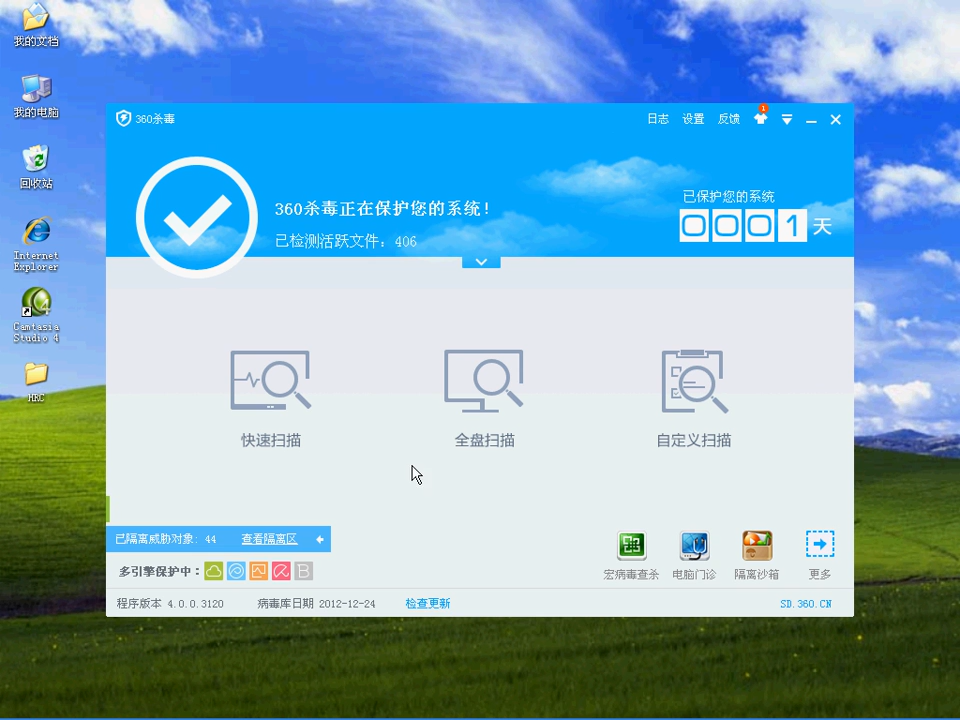 我的文档
我的电脑
回收站
Internet
Explorer
Camtasia
Studio 4
HRC
360杀毒
日志 设置 反馈
1
360杀毒正在保护您的系统!
已检测活跃文件: 406
已保护您的系统
0001 天
快速扫描
全盘扫描
自定义扫描
已隔离威胁对象: 44 查看隔离区
多引擎保护中:
B
宏病毒查杀
电脑门诊
隔离沙箱
更多
程序版本 4.0.0.3120 病毒库日期 2012-12-24 检查更新
SD.360.CN